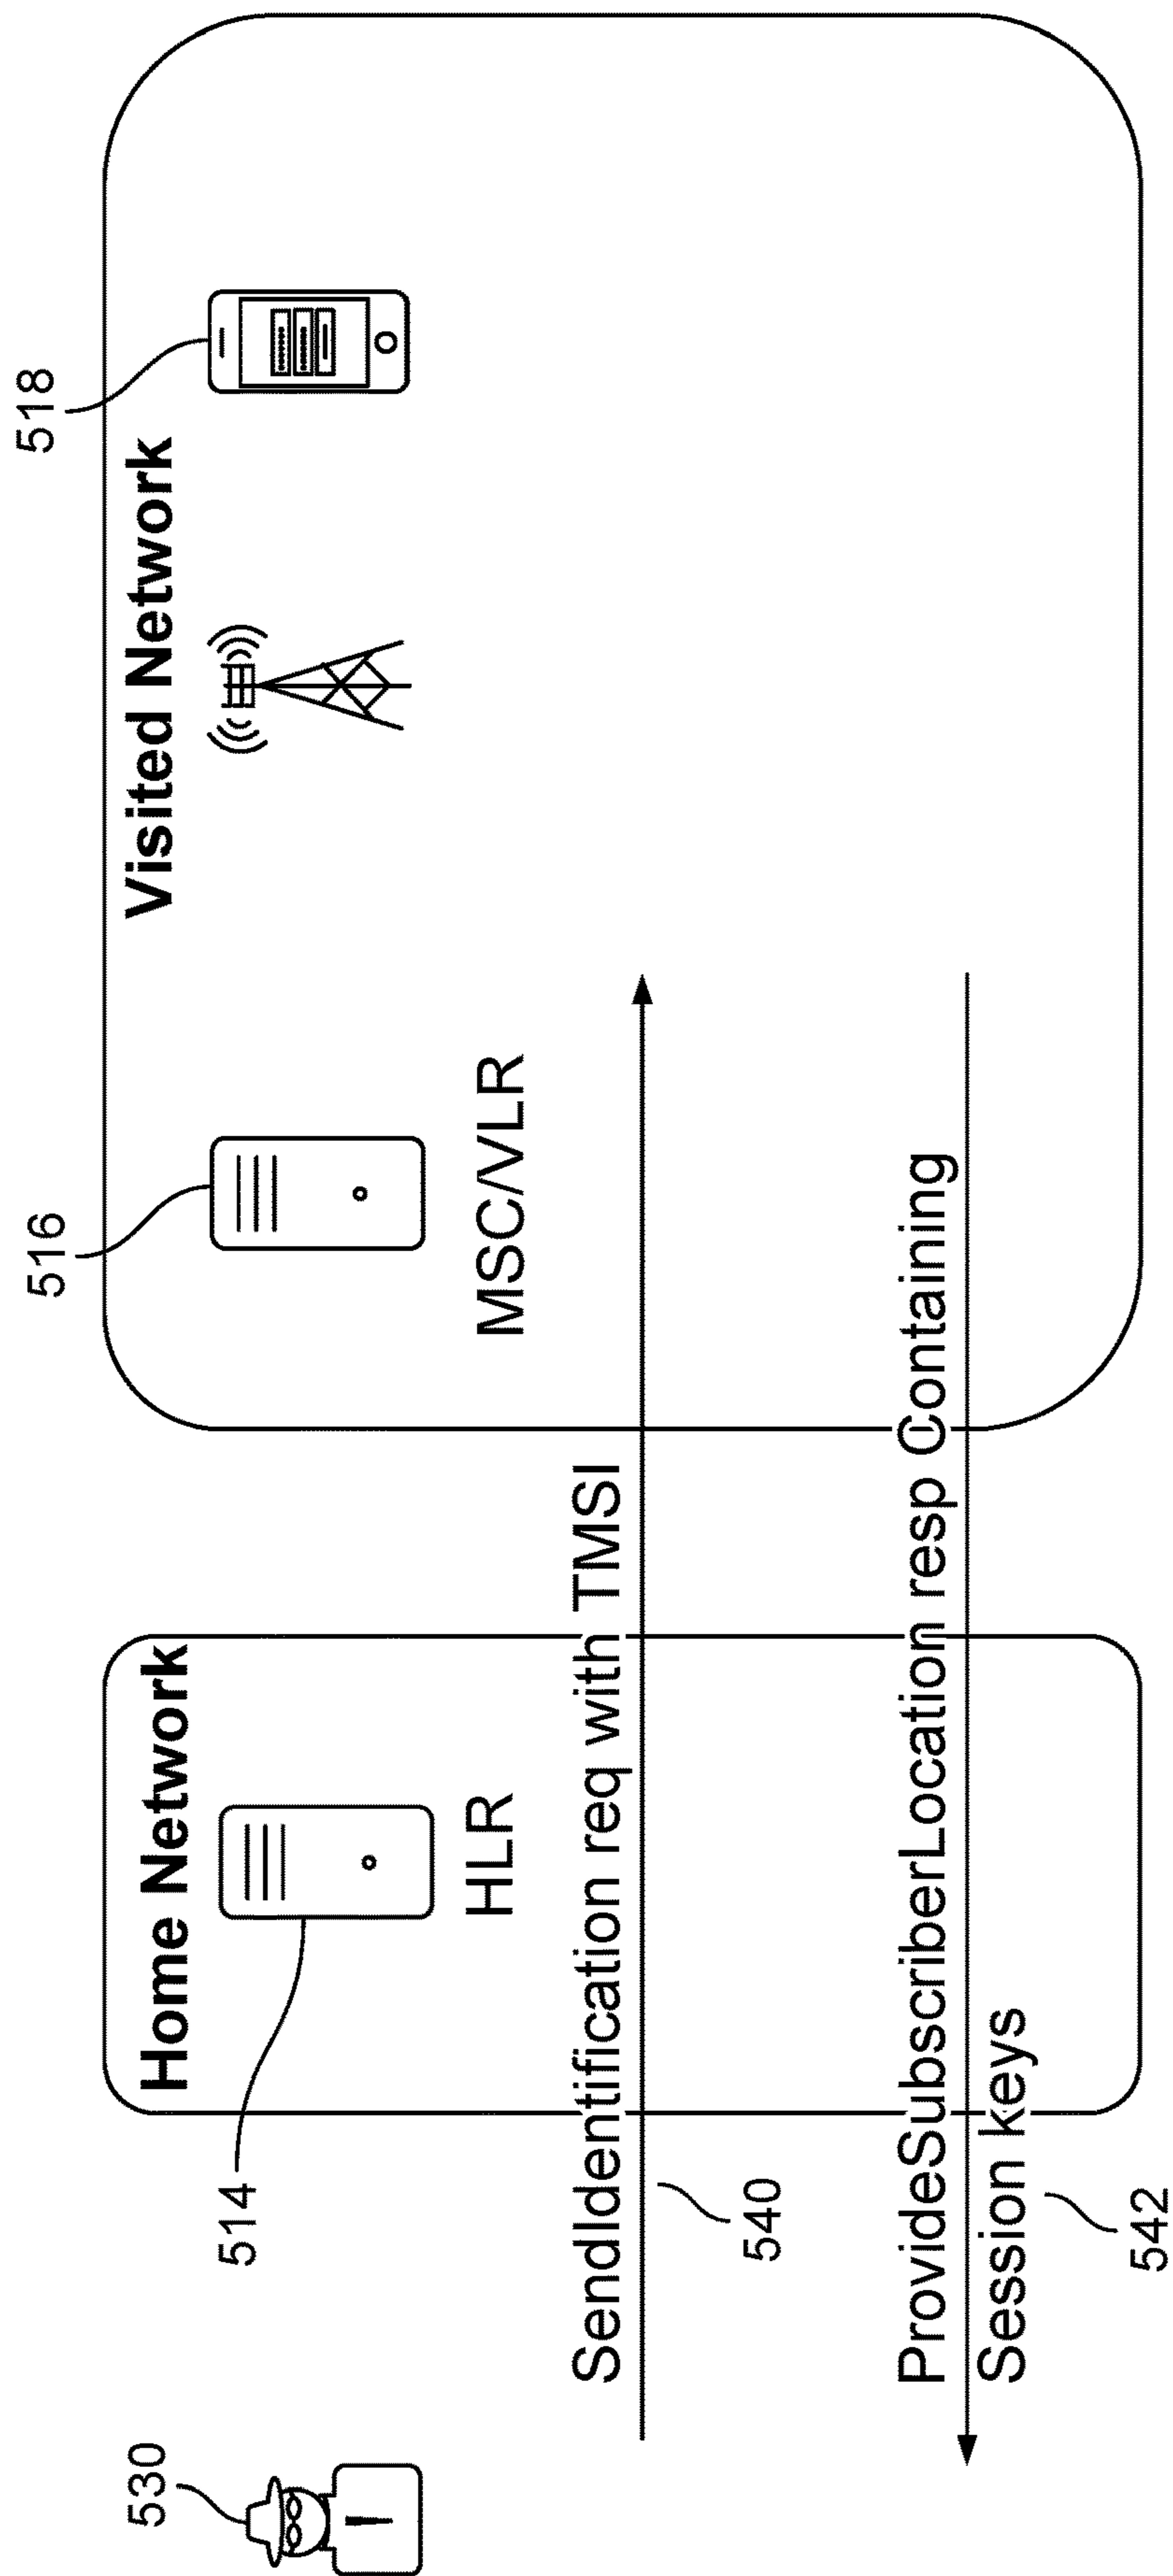 530
514
516
518
Home Network
Visited Network
HLR
MSC/VLR
SendIdentification req with TMSI
540
ProvideSubscriberLocation resp Containing
Session keys
542